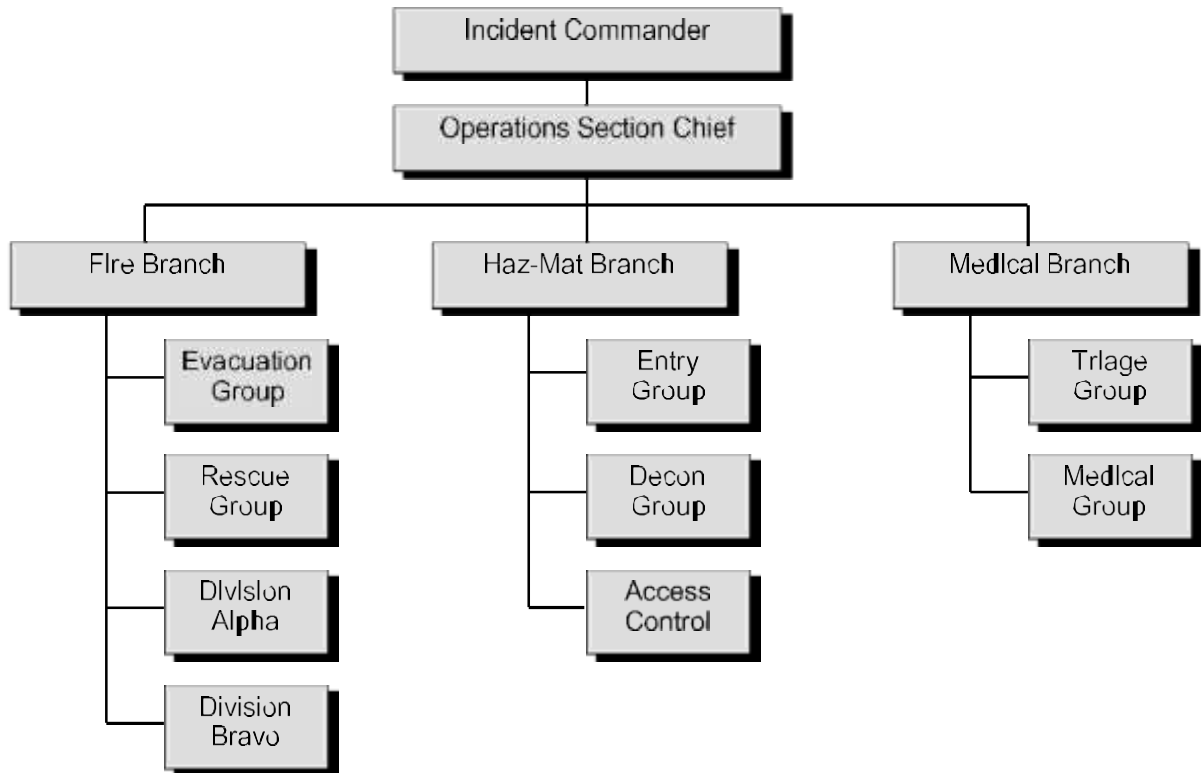 Incident Commander
Operations Section Chief
Fire Branch
Haz-Mat Branch
Medical Branch
Evacuation
Group
Entry
Group
Triage
Group
Rescue
Group
Decon
Group
Medical
Group
Division
Alpha
Access
Control
Division
Bravo